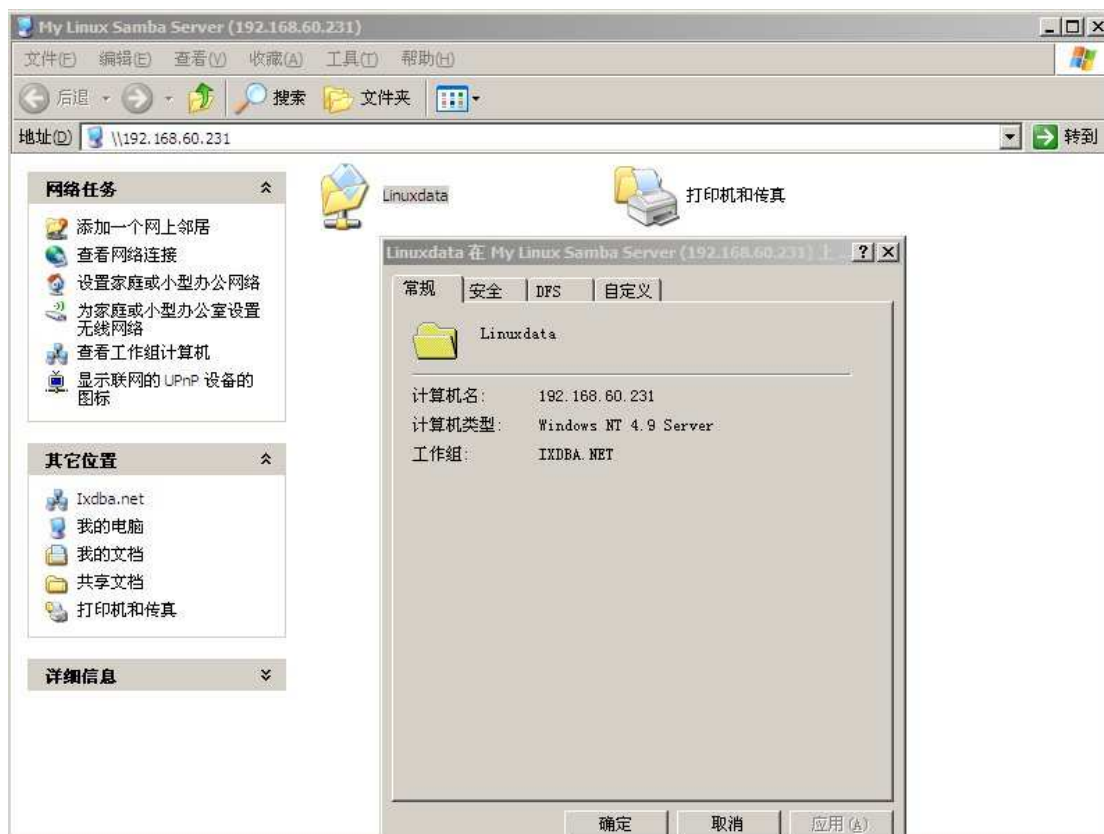 My Linux Samba Server (192.168.60.231)
文件(F) 编辑(E) 查看(V) 收藏(A) 工具(T) 帮助(H)
后退 搜索 文件夹
地址(D) \\192.168.60.231 转到
网络任务
添加一个网上邻居
查看网络连接
设置家庭或小型办公网络
为家庭或小型办公室设置
无线网络
查看工作组计算机
显示联网的 UPnP 设备的
图标
其它位置
Ixdba.net
我的电脑
我的文档
共享文档
打印机和传真
详细信息
Linuxdata
打印机和传真
Linuxdata 在 My Linux Samba Server (192.168.60.231) 上 ...
常规 安全 DFS 自定义
Linuxdata
计算机名: 192.168.60.231
计算机类型: Windows NT 4.9 Server
工作组: IXDBA.NET
确定 取消 应用(A)